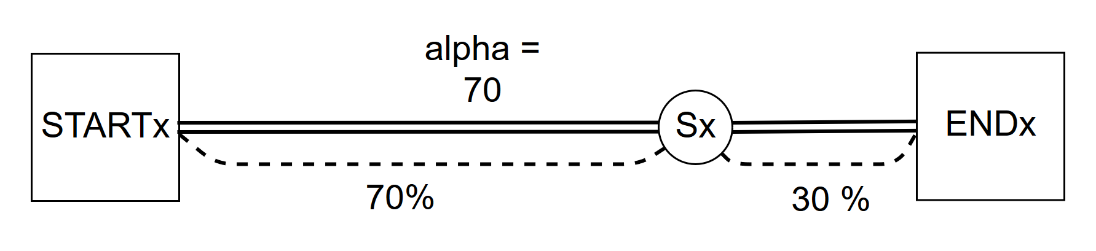 alpha =
70
STARTx
Sx
ENDx
70%
30 %